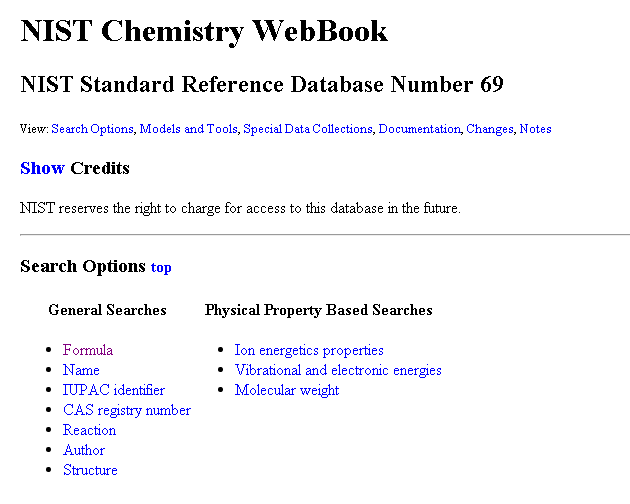 NIST Chemistry WebBook
NIST Standard Reference Database Number 69
View: Search Options, Models and Tools, Special Data Collections, Documentation, Changes, Notes
Show Credits
NIST reserves the right to charge for access to this database in the future.
Search Options top
General Searches
Formula
Name
IUPAC identifier
CAS registry number
Reaction
Author
Structure
Physical Property Based Searches
Ion energetics properties
Vibrational and electronic energies
Molecular weight